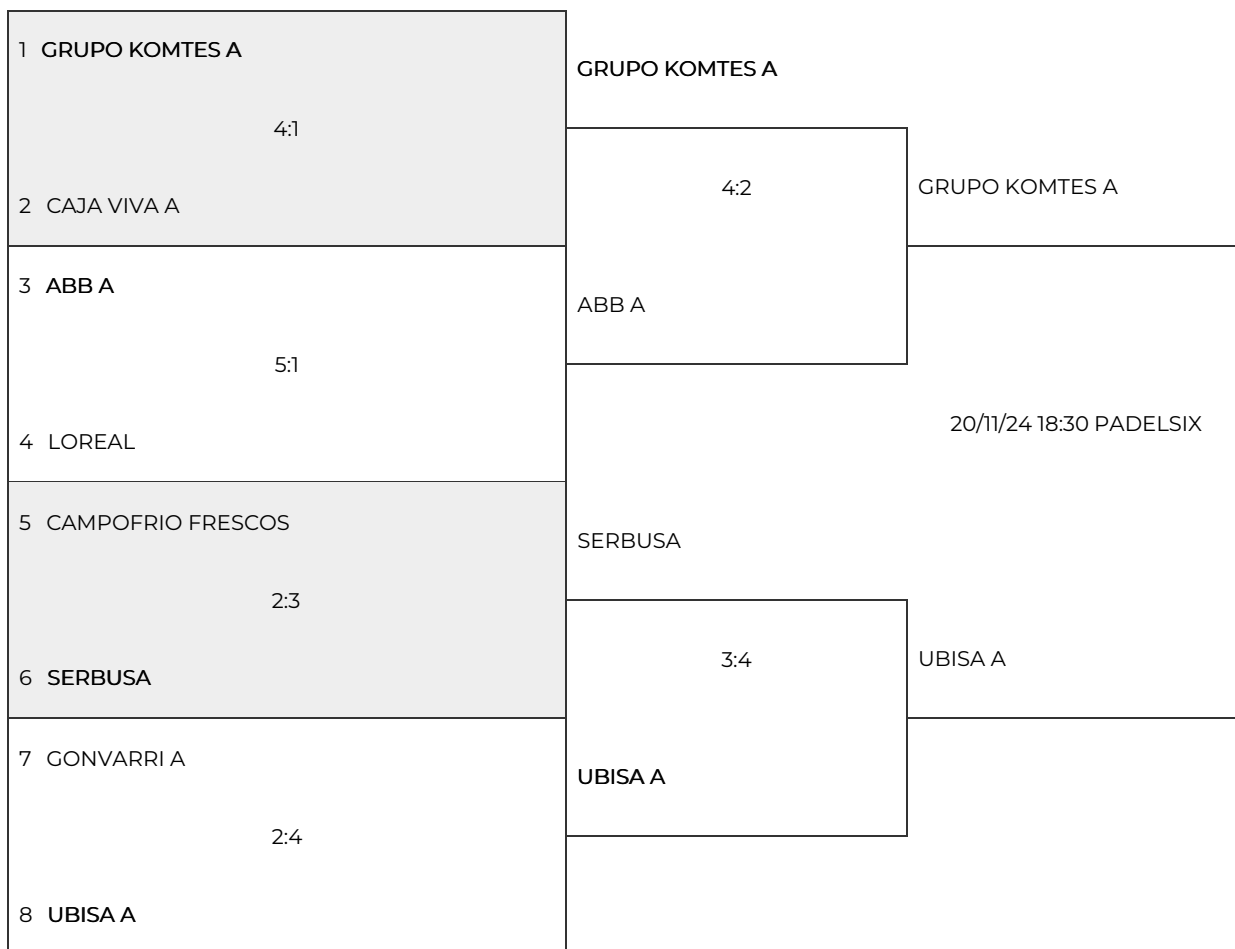 1 GRUPO KOMTES A
4:1
2 CAJA VIVA A
3 ABB A
5:1
4 LOREAL
5 CAMPOFRIO FRESCOS
2:3
6 SERBUSA
7 GONVARRI A
2:4
8 UBISA A
GRUPO KOMTES A
4:2
ABB A
SERBUSA
3:4
UBISA A
GRUPO KOMTES A
20/11/24 18:30 PADELSIX
UBISA A